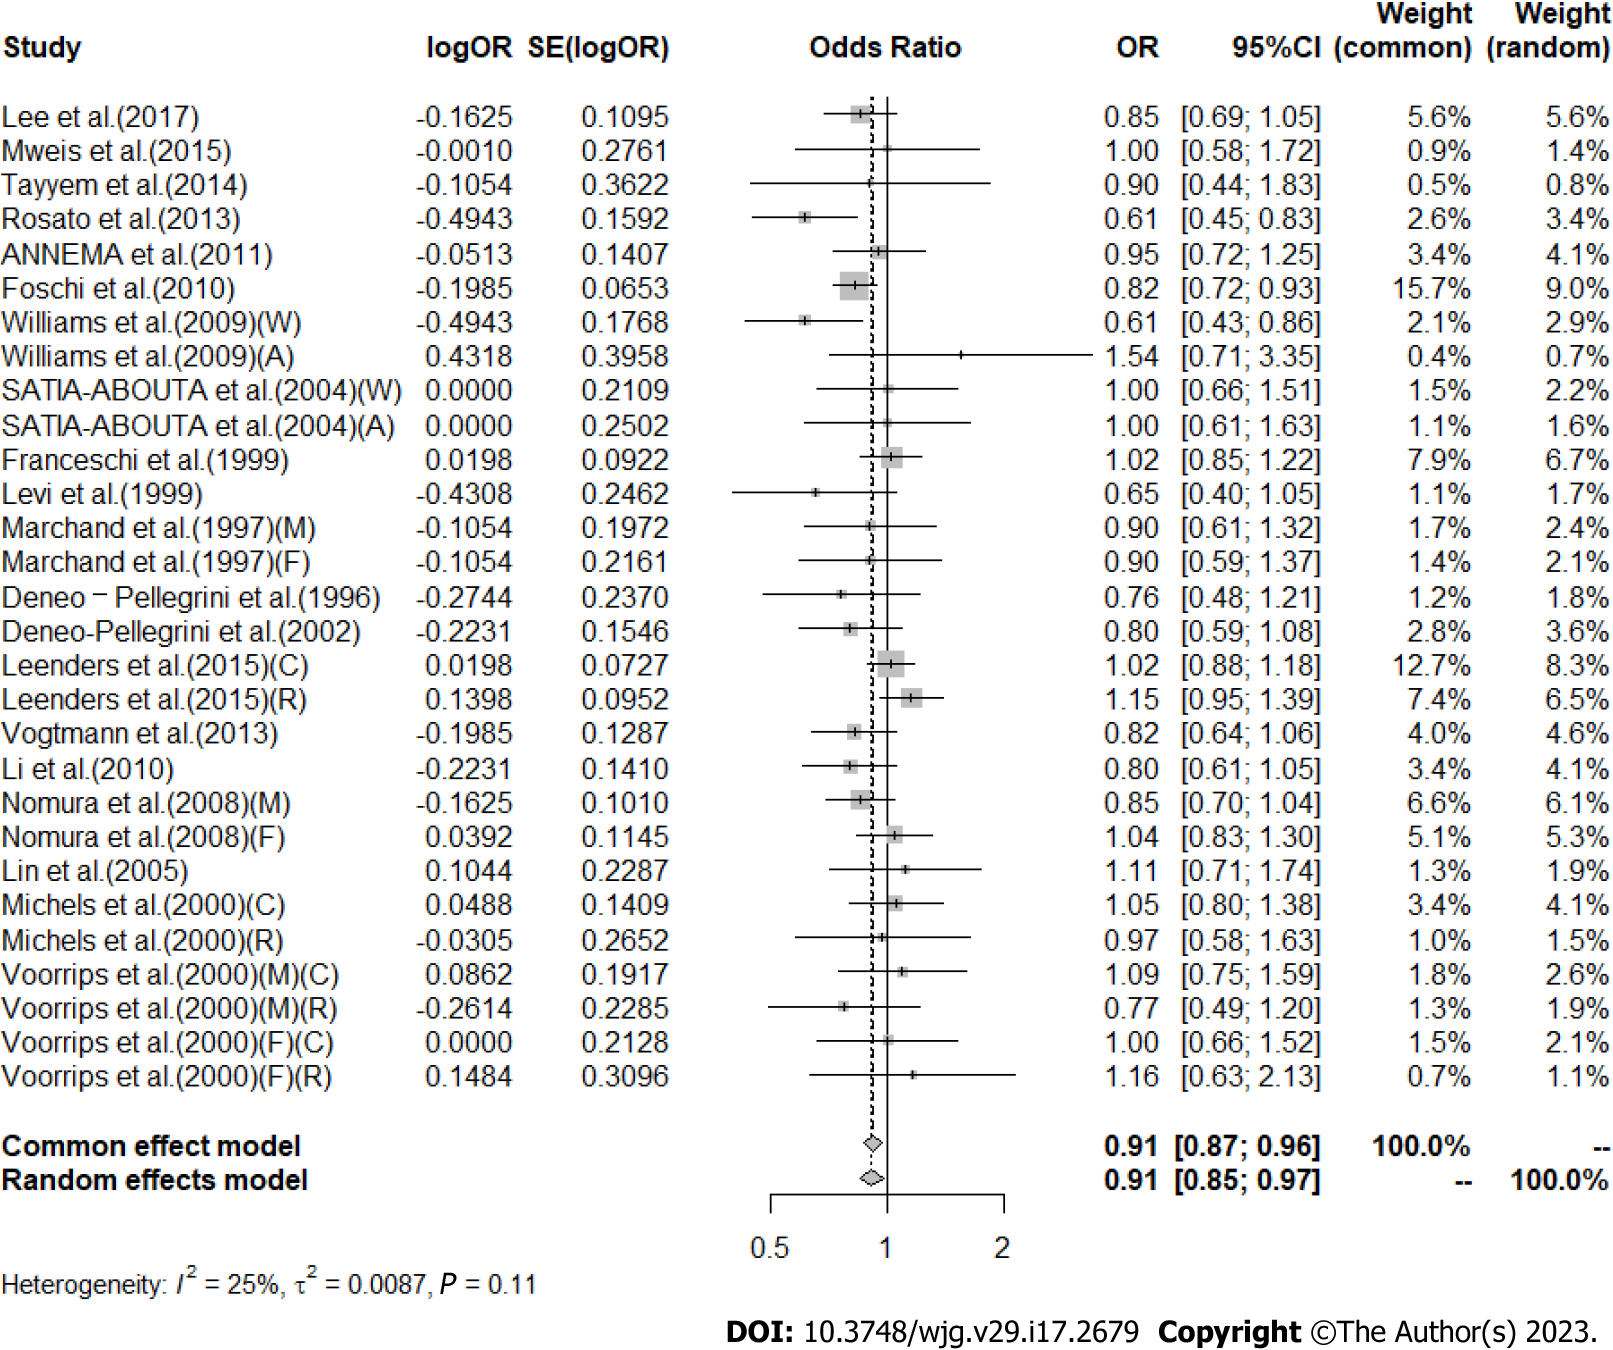 Weight Weight
Study logOR SE(logOR) Odds Ratio OR 95%CI (common) (random)
Lee et al.(2017) -0.1625 0.1095 0.85 [0.69; 1.05] 5.6% 5.6%
Mweis et al.(2015) -0.0010 0.2761 1.00 [0.58; 1.72] 0.9% 1.4%
Tayyem et al.(2014) -0.1054 0.3622 0.90 [0.44; 1.83] 0.5% 0.8%
Rosato et al.(2013) -0.4943 0.1592 0.61 [0.45; 0.83] 2.6% 3.4%
ANNEMA et al.(2011) -0.0513 0.1407 0.95 [0.72; 1.25] 3.4% 4.1%
Foschi et al.(2010) -0.1985 0.0653 0.82 [0.72; 0.93] 15.7% 9.0%
Williams et al.(2009)(W) -0.4943 0.1768 0.61 [0.43; 0.86] 2.1% 2.9%
Williams et al.(2009)(A) 0.4318 0.3958 1.54 [0.71; 3.35] 0.4% 0.7%
SATIA-ABOUTA et al.(2004)(W) 0.0000 0.2109 1.00 [0.66; 1.51] 1.5% 2.2%
SATIA-ABOUTA et al.(2004)(A) 0.0000 0.2502 1.00 [0.61; 1.63] 1.1% 1.6%
Franceschi et al.(1999) 0.0198 0.0922 1.02 [0.85; 1.22] 7.9% 6.7%
Levi et al.(1999) -0.4308 0.2462 0.65 [0.40; 1.05] 1.1% 1.7%
Marchand et al.(1997)(M) -0.1054 0.1972 0.90 [0.61; 1.32] 1.7% 2.4%
Marchand et al.(1997)(F) -0.1054 0.2161 0.90 [0.59; 1.37] 1.4% 2.1%
Deneo – Pellegrini et al.(1996) -0.2744 0.2370 0.76 [0.48; 1.21] 1.2% 1.8%
Deneo-Pellegrini et al.(2002) -0.2231 0.1546 0.80 [0.59; 1.08] 2.8% 3.6%
Leenders et al.(2015)(C) 0.0198 0.0727 1.02 [0.88; 1.18] 12.7% 8.3%
Leenders et al.(2015)(R) 0.1398 0.0952 1.15 [0.95; 1.39] 7.4% 6.5%
Vogtmann et al.(2013) -0.1985 0.1287 0.82 [0.64; 1.06] 4.0% 4.6%
Li et al.(2010) -0.2231 0.1410 0.80 [0.61; 1.05] 3.4% 4.1%
Nomura et al.(2008)(M) -0.1625 0.1010 0.85 [0.70; 1.04] 6.6% 6.1%
Nomura et al.(2008)(F) 0.0392 0.1145 1.04 [0.83; 1.30] 5.1% 5.3%
Lin et al.(2005) 0.1044 0.2287 1.11 [0.71; 1.74] 1.3% 1.9%
Michels et al.(2000)(C) 0.0488 0.1409 1.05 [0.80; 1.38] 3.4% 4.1%
Michels et al.(2000)(R) -0.0305 0.2652 0.97 [0.58; 1.63] 1.0% 1.5%
Voorrips et al.(2000)(M)(C) 0.0862 0.1917 1.09 [0.75; 1.59] 1.8% 2.6%
Voorrips et al.(2000)(M)(R) -0.2614 0.2285 0.77 [0.49; 1.20] 1.3% 1.9%
Voorrips et al.(2000)(F)(C) 0.0000 0.2128 1.00 [0.66; 1.52] 1.5% 2.1%
Voorrips et al.(2000)(F)(R) 0.1484 0.3096 1.16 [0.63; 2.13] 0.7% 1.1%
Common effect model 0.91 [0.87; 0.96] 100.0% --
Random effects model 0.91 [0.85; 0.97] -- 100.0%
0.5 1 2
Heterogeneity: I² = 25%, τ² = 0.0087, P = 0.11
DOI: 10.3748/wjg.v29.i17.2679 Copyright ©The Author(s) 2023.